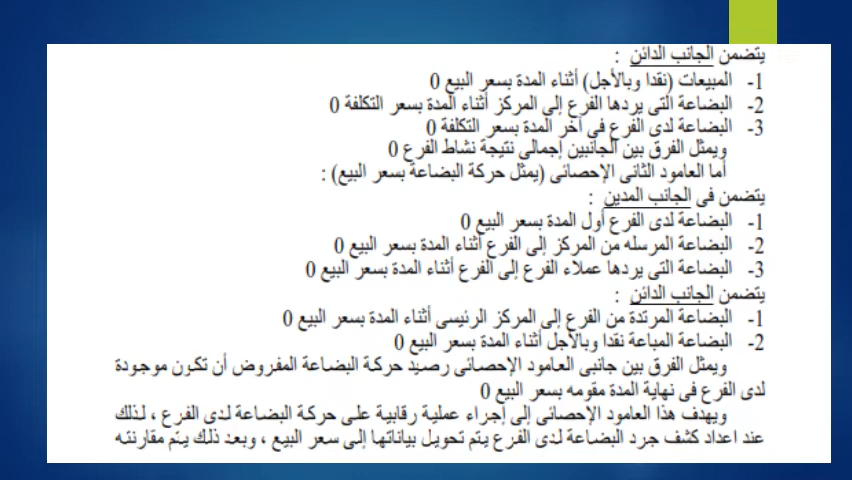 يتضمن الجانب الدائن :
1- المبيعات (نقدا وبالأجل) أثناء المدة بسعر البيع 0
2- البضاعة التى يردها الفرع إلى المركز أثناء المدة بسعر التكلفة 0
3- البضاعة لدى الفرع فى آخر المدة بسعر التكلفة 0
ويمثل الفرق بين الجانبين إجمالى نتيجة نشاط الفرع 0
أما العامود الثانى الإحصائى (يمثل حركة البضاعة بسعر البيع) :
يتضمن فى الجانب المدين :
1- البضاعة لدى الفرع أول المدة بسعر البيع 0
2- البضاعة المرسله من المركز إلى الفرع أثناء المدة بسعر البيع 0
3- البضاعة التى يردها عملاء الفرع إلى الفرع أثناء المدة بسعر البيع 0
يتضمن الجانب الدائن :
1- البضاعة المرتدة من الفرع إلى المركز الرئيسى أثناء المدة بسعر البيع 0
2- البضاعة المباعة نقدا وبالأجل أثناء المدة بسعر البيع 0
ويمثل الفرق بين جانبى العامود الإحصائى رصيد حركة البضاعة المفروض أن تكون موجودة
لدى الفرع فى نهاية المدة مقومه بسعر البيع 0
ويهدف هذا العامود الإحصائى إلى إجراء عملية رقابية على حركة البضاعة لدى الفرع ، لذلك
عند اعداد كشف جرد البضاعة لدى الفرع يتم تحويل بياناتها إلى سعر البيع ، وبعد ذلك يتم مقارنته